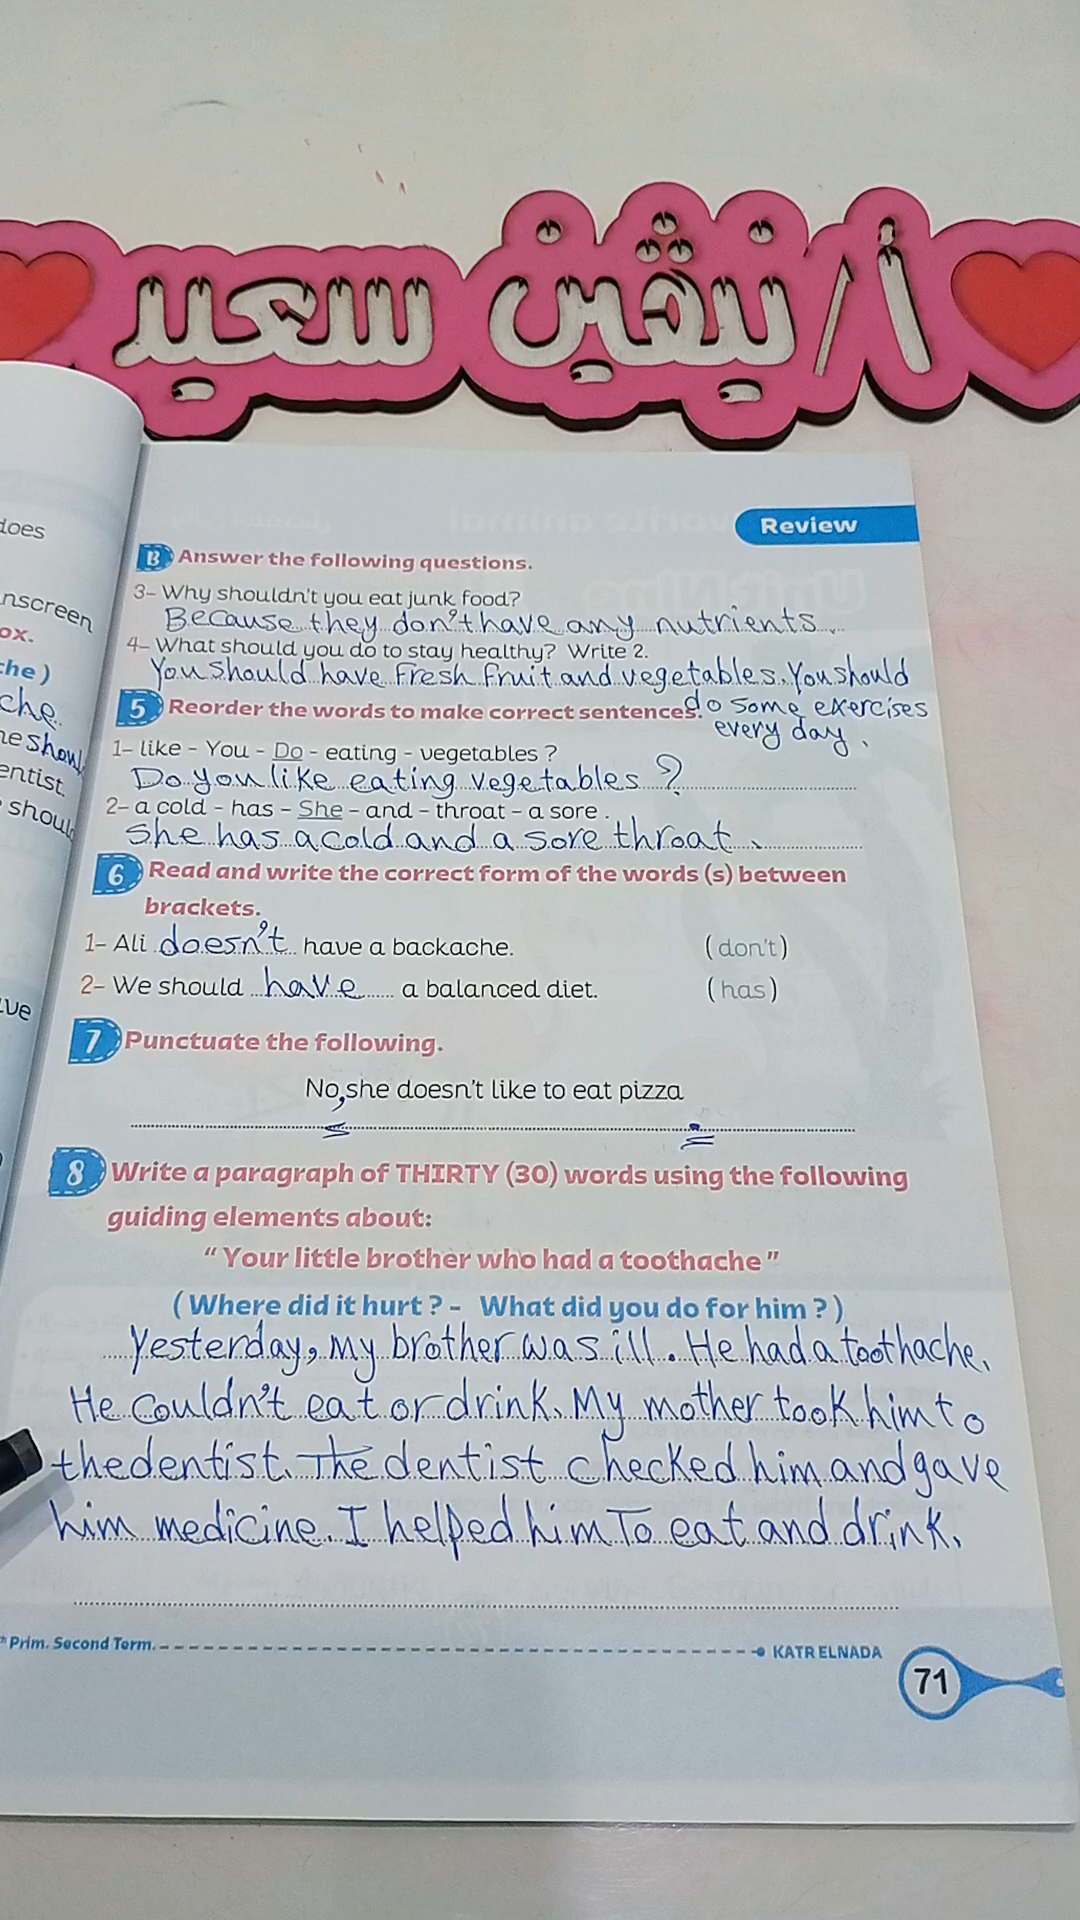 أ/ نيڤين سعيد
Review
B Answer the following questions.
3- Why shouldn't you eat junk food?
Because they don't have any nutrients.
4- What should you do to stay healthy? Write 2.
You should have Fresh fruit and vegetables. You should
do some exercises
every day.
5 Reorder the words to make correct sentences.
1- like - You - Do - eating - vegetables ?
Do you like eating vegetables ?
2- a cold - has - She - and - throat - a sore .
She has a cold and a sore throat.
6 Read and write the correct form of the words (s) between
brackets.
1- Ali doesn't have a backache. (don't)
2- We should have a balanced diet. (has)
7 Punctuate the following.
No, she doesn't like to eat pizza
.
8 Write a paragraph of THIRTY (30) words using the following
guiding elements about:
" Your little brother who had a toothache "
( Where did it hurt ? - What did you do for him ? )
Yesterday, my brother was ill. He had a toothache.
He couldn't eat or drink. My mother took him to
the dentist. The dentist checked him and gave
him medicine. I helped him To eat and drink.
Prim. Second Term. KATR ELNADA
71
does
nscreen
ox.
che )
che
he should
entist.
should